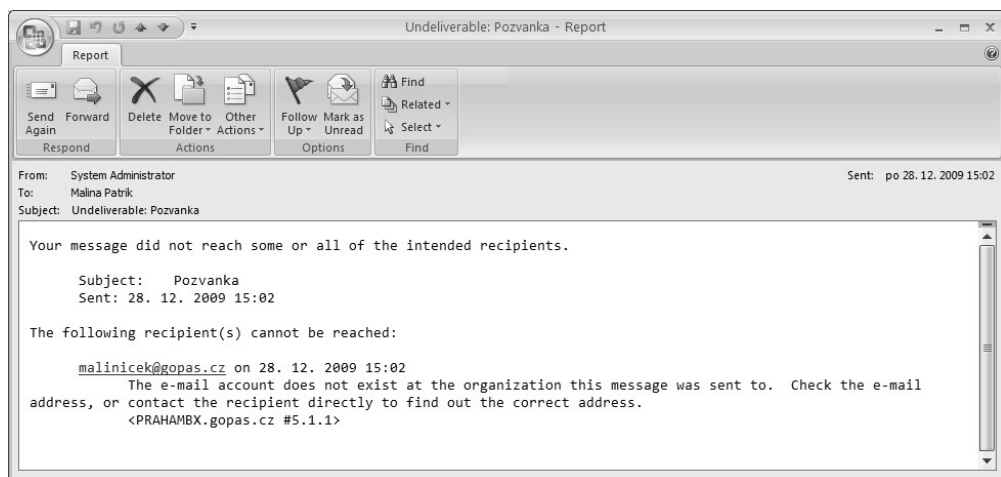 Undeliverable: Pozvanka - Report
Report
Send Again
Forward
Delete
Move to Folder
Other Actions
Follow Up
Mark as Unread
Find
Related
Select
Respond
Actions
Options
Find
From: System Administrator
Sent: po 28. 12. 2009 15:02
To: Malina Patrik
Subject: Undeliverable: Pozvanka
Your message did not reach some or all of the intended recipients.
Subject: Pozvanka
Sent: 28. 12. 2009 15:02
The following recipient(s) cannot be reached:
malinicek@gopas.cz on 28. 12. 2009 15:02
The e-mail account does not exist at the organization this message was sent to. Check the e-mail
address, or contact the recipient directly to find out the correct address.
<PRAHAMBX.gopas.cz #5.1.1>